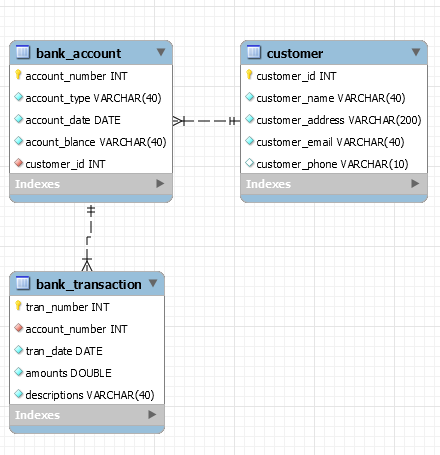 bank_account
account_number INT
account_type VARCHAR(40)
account_date DATE
acount_blance VARCHAR(40)
customer_id INT
Indexes
customer
customer_id INT
customer_name VARCHAR(40)
customer_address VARCHAR(200)
customer_email VARCHAR(40)
customer_phone VARCHAR(10)
Indexes
bank_transaction
tran_number INT
account_number INT
tran_date DATE
amounts DOUBLE
descriptions VARCHAR(40)
Indexes